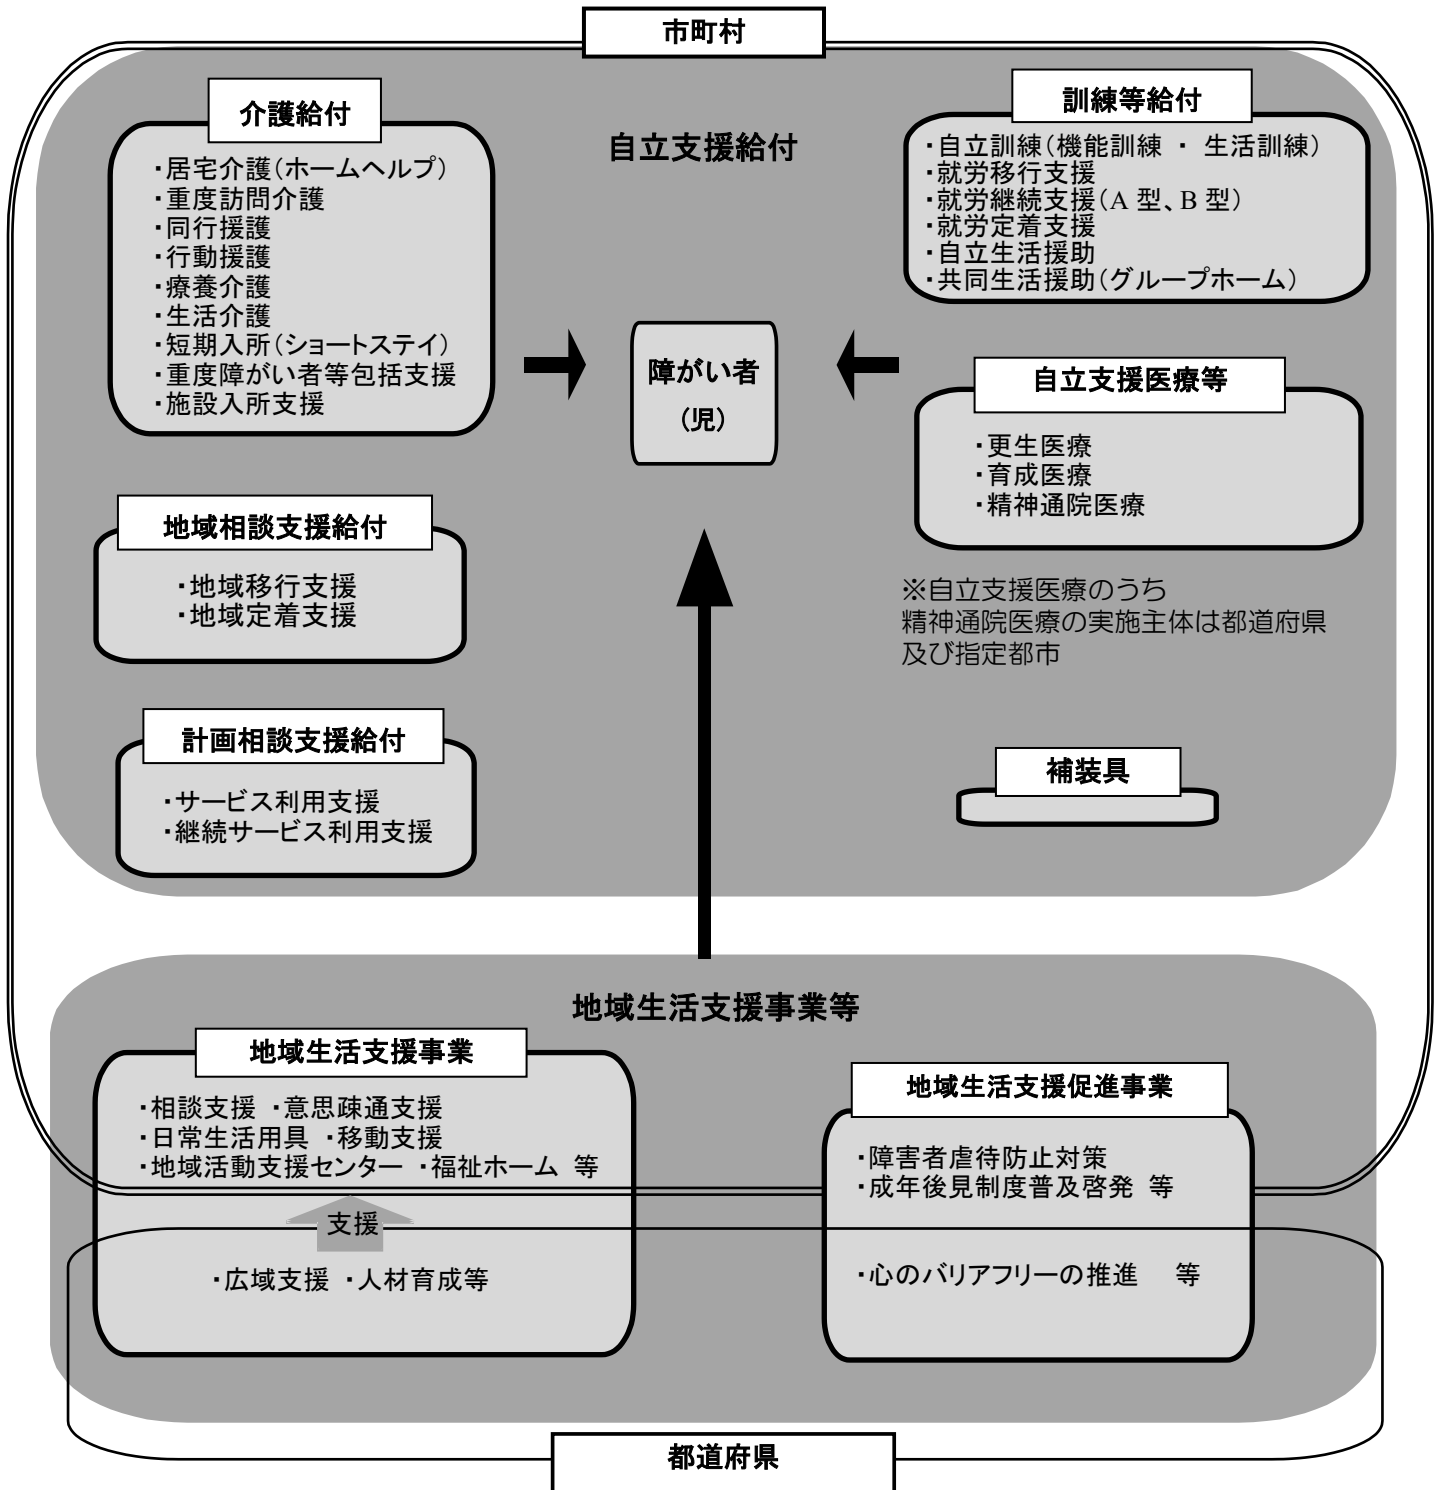 市町村
自立支援給付
介護給付
・居宅介護（ホームヘルプ）
・重度訪問介護
・同行援護
・行動援護
・療養介護
・生活介護
・短期入所（ショートステイ）
・重度障がい者等包括支援
・施設入所支援
訓練等給付
・自立訓練（機能訓練 ・ 生活訓練）
・就労移行支援
・就労継続支援（A 型、B 型）
・就労定着支援
・自立生活援助
・共同生活援助（グループホーム）
障がい者
（児）
自立支援医療等
・更生医療
・育成医療
・精神通院医療
※自立支援医療のうち
精神通院医療の実施主体は都道府県
及び指定都市
地域相談支援給付
・地域移行支援
・地域定着支援
計画相談支援給付
・サービス利用支援
・継続サービス利用支援
補装具
地域生活支援事業等
地域生活支援事業
・相談支援 ・意思疎通支援
・日常生活用具 ・移動支援
・地域活動支援センター ・福祉ホーム 等
支援
・広域支援 ・人材育成等
地域生活支援促進事業
・障害者虐待防止対策
・成年後見制度普及啓発 等
・心のバリアフリーの推進 等
都道府県